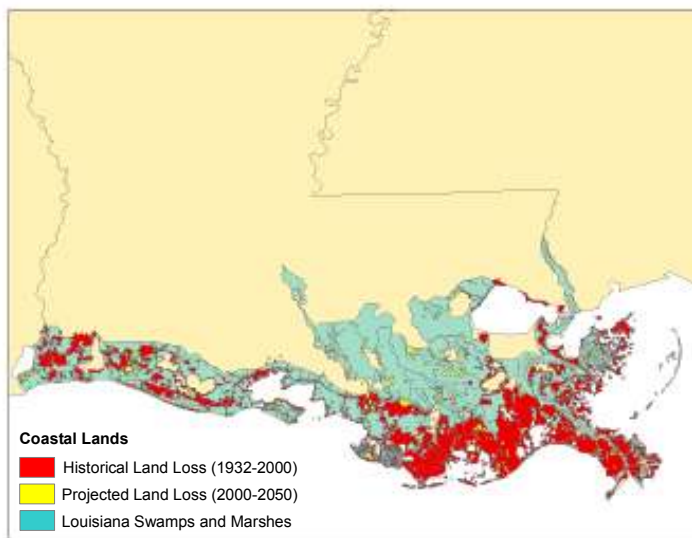 Coastal Lands
Historical Land Loss (1932-2000)
Projected Land Loss (2000-2050)
Louisiana Swamps and Marshes